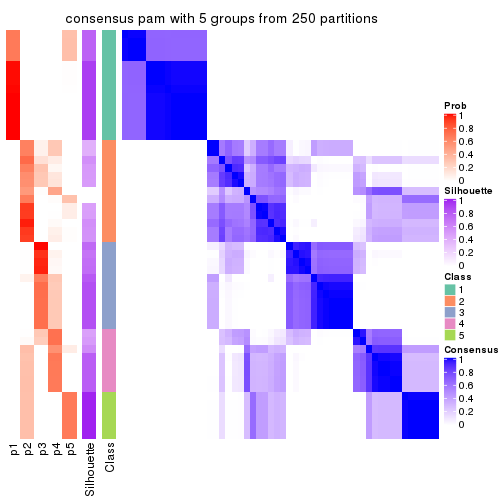 consensus pam with 5 groups from 250 partitions
Prob
1
0.8
0.6
0.4
0.2
0
Silhouette
1
0.8
0.6
0.4
0.2
0
Class
1
2
3
4
5
Consensus
1
0.8
0.6
0.4
0.2
0
p1
p2
p3
p4
p5
Silhouette
Class